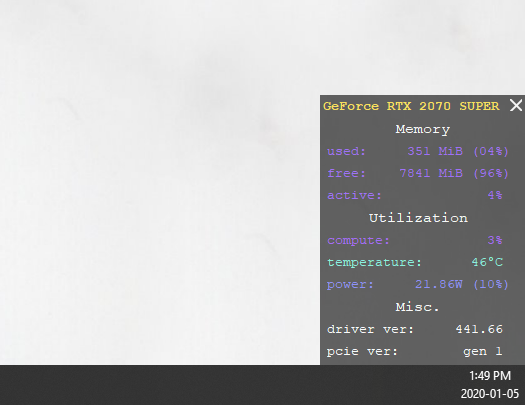 GeForce RTX 2070 SUPER
Memory
used: 351 MiB (04%)
free: 7841 MiB (96%)
active: 4%
Utilization
compute: 3%
temperature: 46°C
power: 21.86W (10%)
Misc.
driver ver: 441.66
pcie ver: gen 1
1:49 PM
2020-01-05